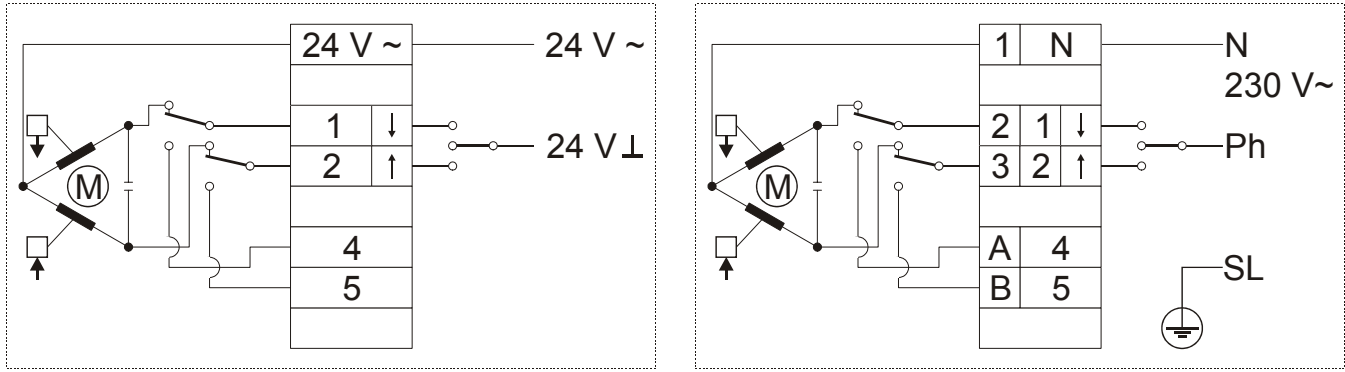 24 V ~ 24 V ~
1 ↓
2 ↑ 24 V ⊥
M
4
5
1 N N
230 V~
2 1 ↓
3 2 ↑ Ph
M
A 4
B 5
SL